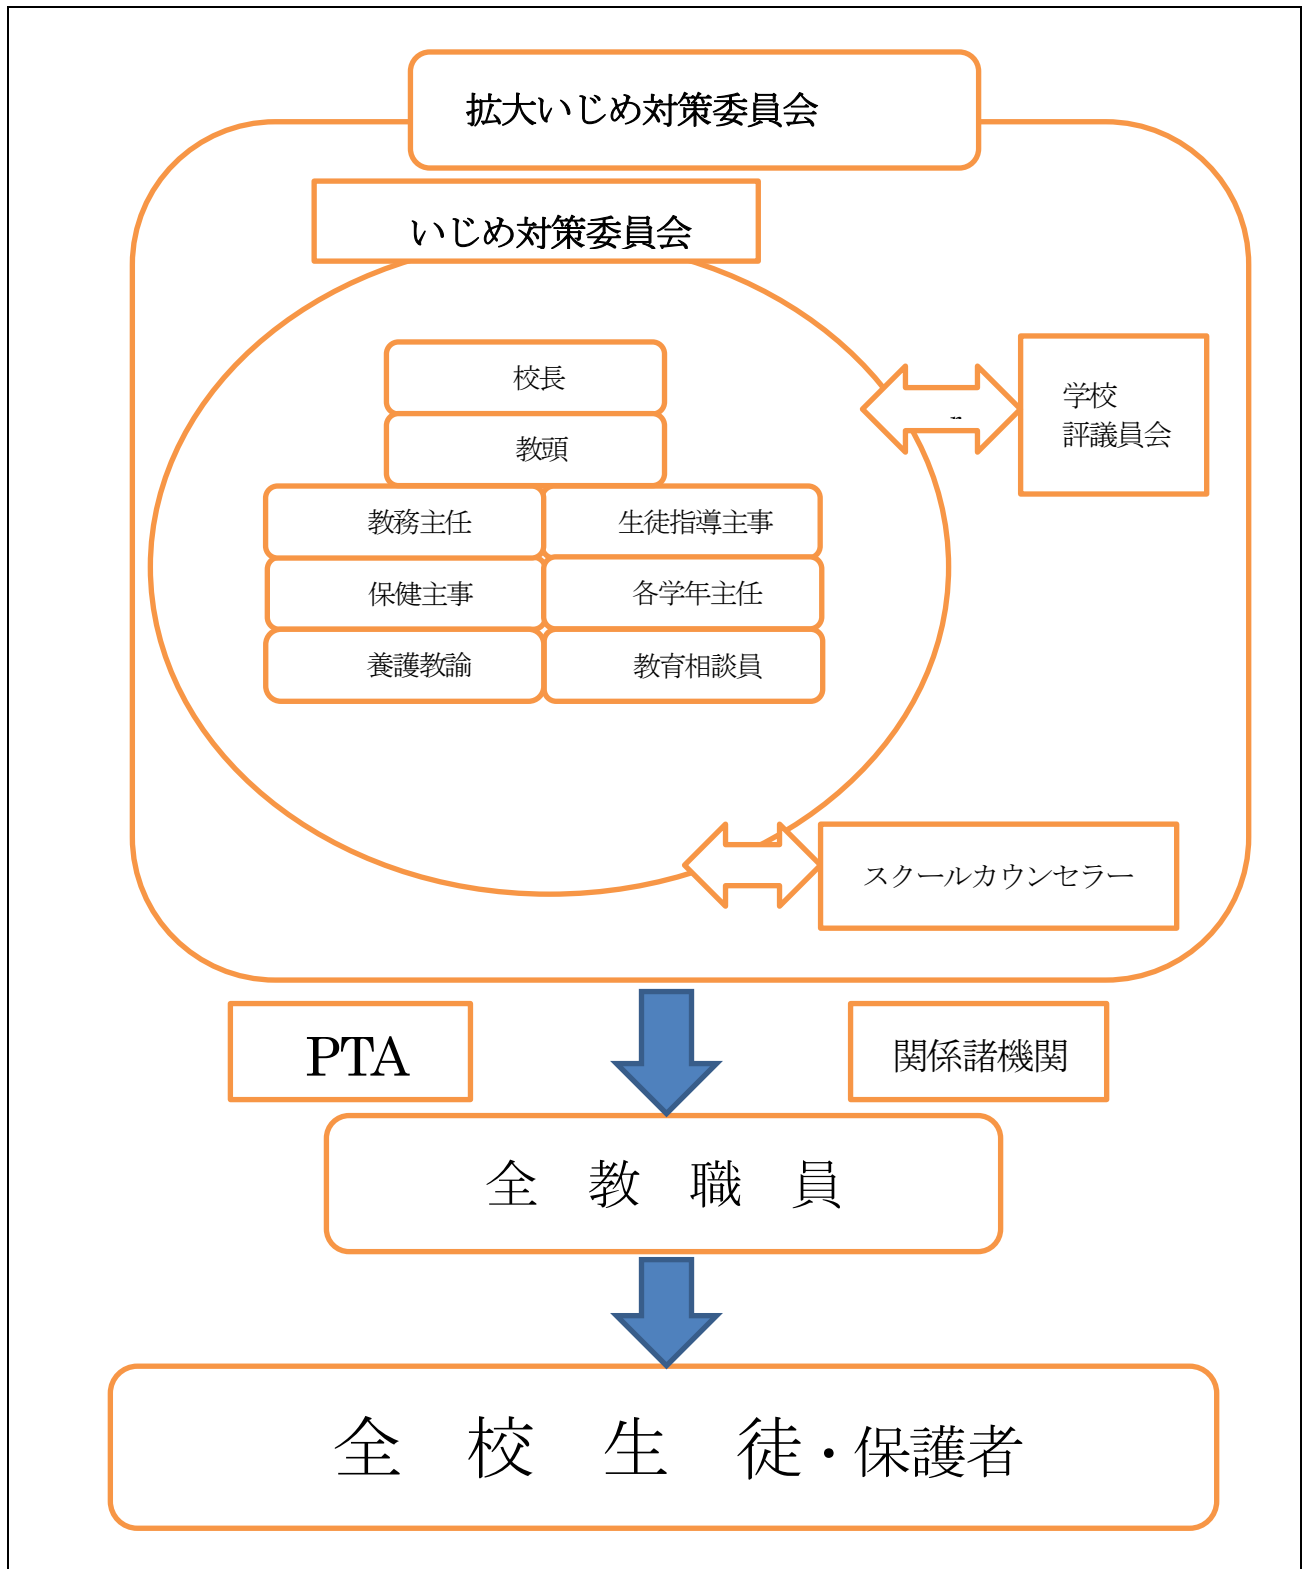 拡大いじめ対策委員会
いじめ対策委員会
校長
教頭
教務主任
生徒指導主事
保健主事
各学年主任
養護教諭
教育相談員
学校
評議員会
スクールカウンセラー
PTA
関係諸機関
全　教　職　員
全　校　生　徒・保護者